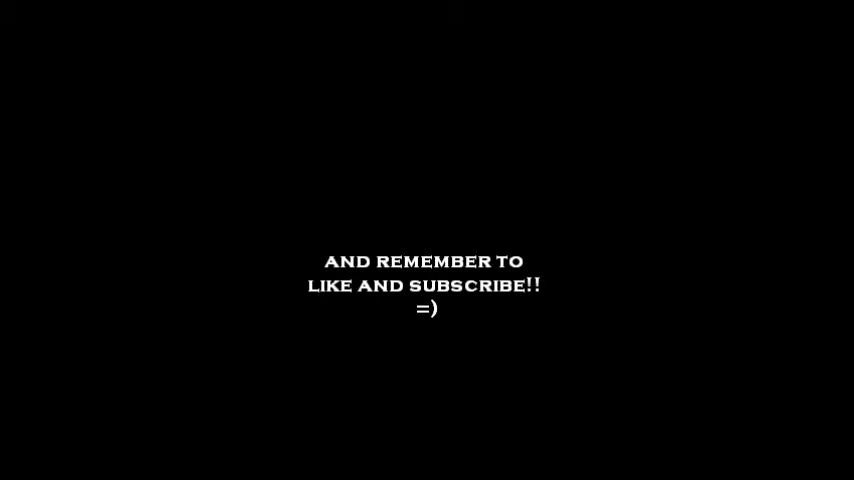 AND REMEMBER TO
LIKE AND SUBSCRIBE!!
=)